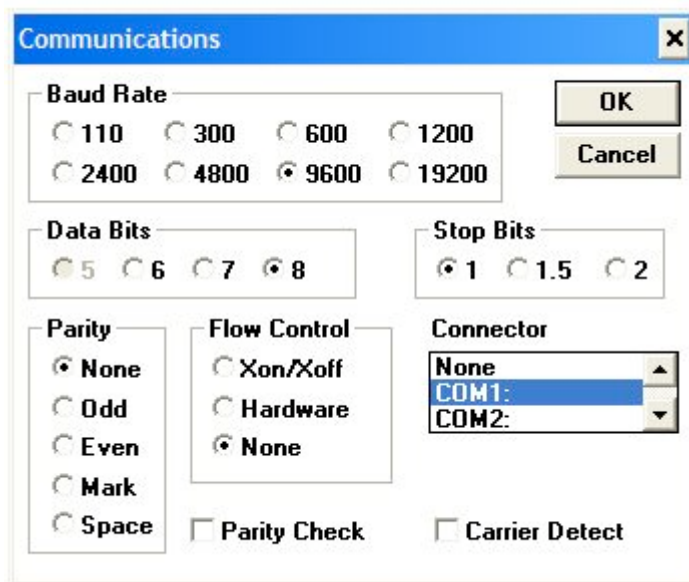 Communications
Baud Rate
110 300 600 1200
2400 4800 9600 19200
OK
Cancel
Data Bits
5 6 7 8
Stop Bits
1 1.5 2
Parity
None
Odd
Even
Mark
Space
Flow Control
Xon/Xoff
Hardware
None
Connector
None
COM1:
COM2:
Parity Check
Carrier Detect